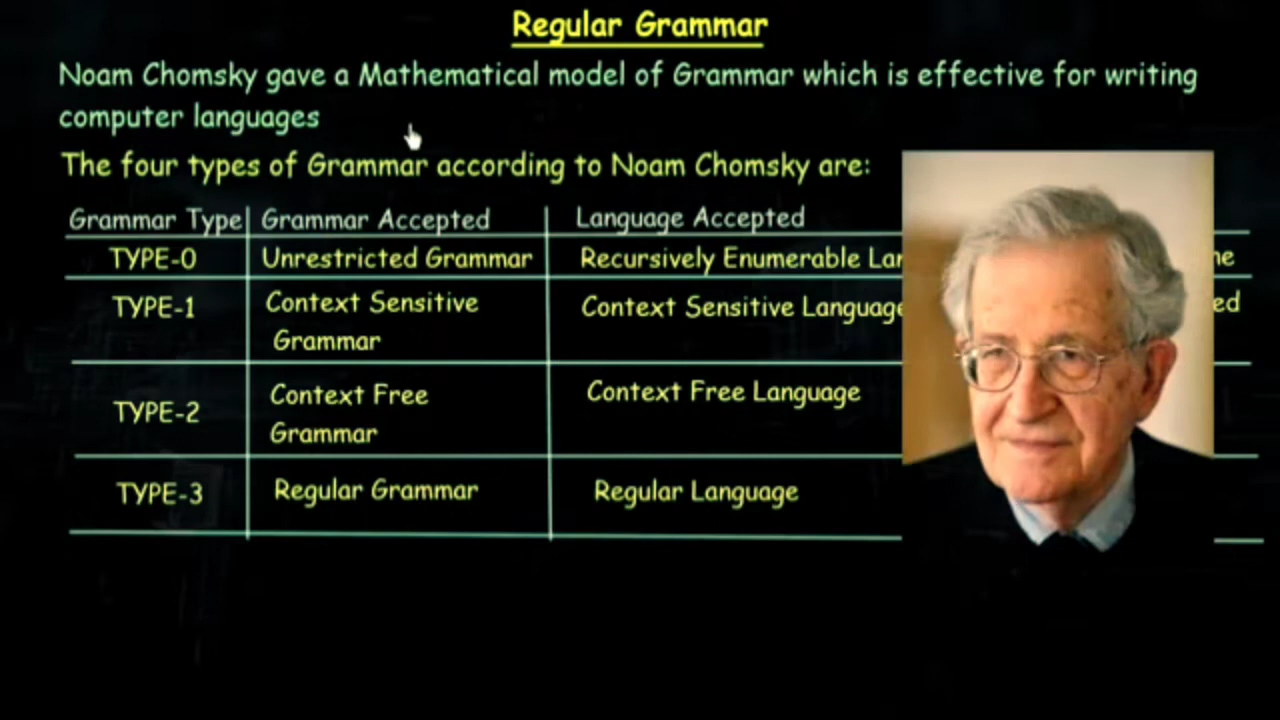 Regular Grammar
Noam Chomsky gave a Mathematical model of Grammar which is effective for writing
computer languages
The four types of Grammar according to Noam Chomsky are:
Grammar Type Grammar Accepted Language Accepted
TYPE-0 Unrestricted Grammar Recursively Enumerable
TYPE-1 Context Sensitive Grammar Context Sensitive Language
TYPE-2 Context Free Grammar Context Free Language
TYPE-3 Regular Grammar Regular Language